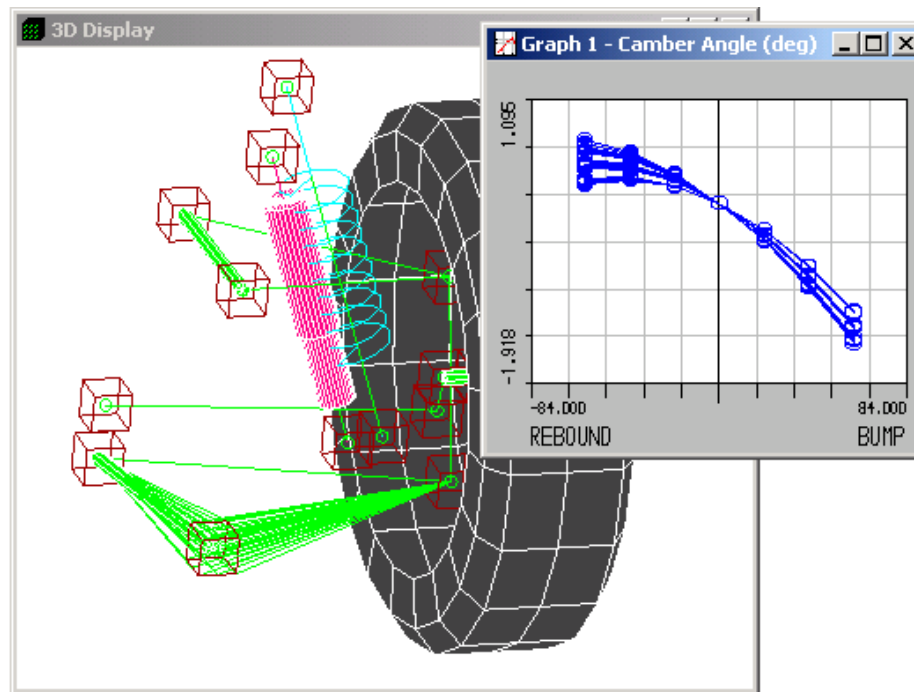 3D Display
Graph 1 - Camber Angle (deg)
1.095
-1.918
-84.000 84.000
REBOUND BUMP